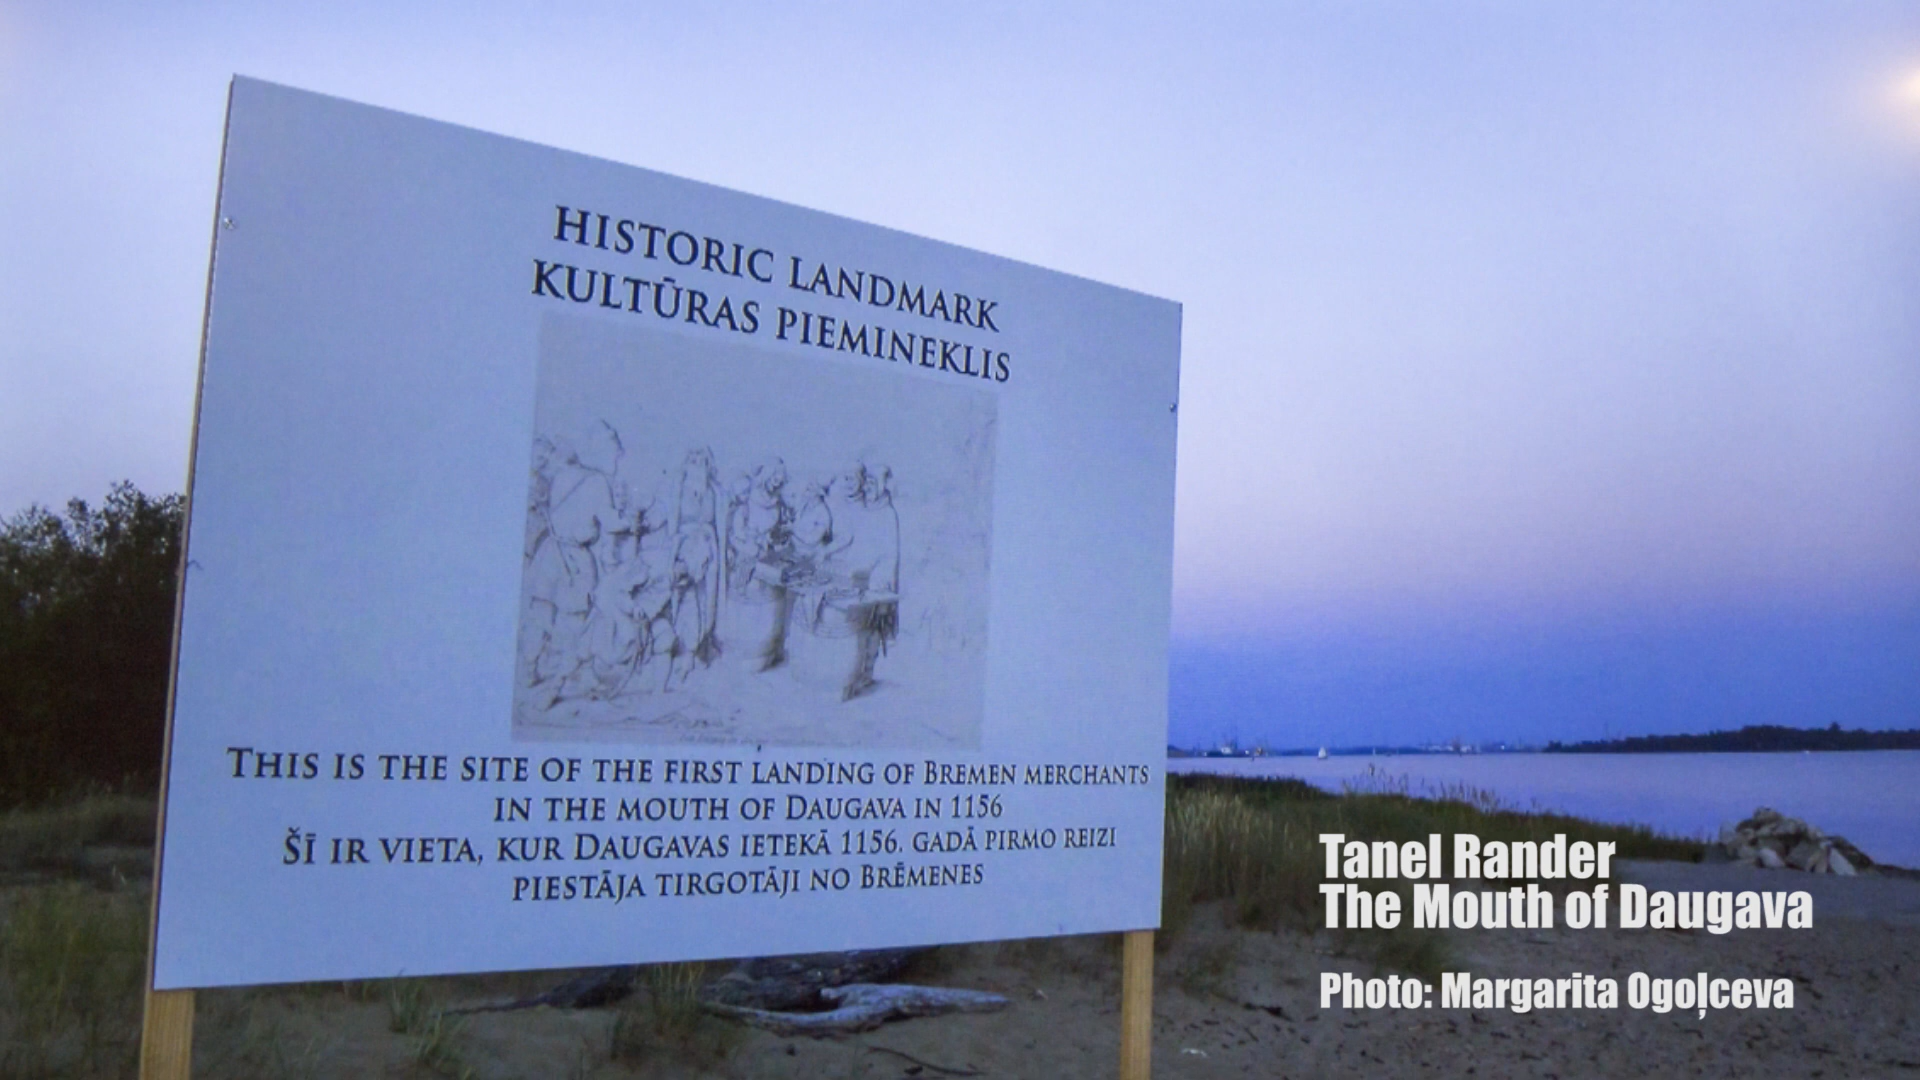 HISTORIC LANDMARK
KULTŪRAS PIEMINEKLIS
THIS IS THE SITE OF THE FIRST LANDING OF BREMEN MERCHANTS
IN THE MOUTH OF DAUGAVA IN 1156
ŠĪ IR VIETA, KUR DAUGAVAS IETEKĀ 1156. GADĀ PIRMO REIZI
PIESTĀJA TIRGOTĀJI NO BRĒMENES
Tanel Rander
The Mouth of Daugava
Photo: Margarita Ogoļceva